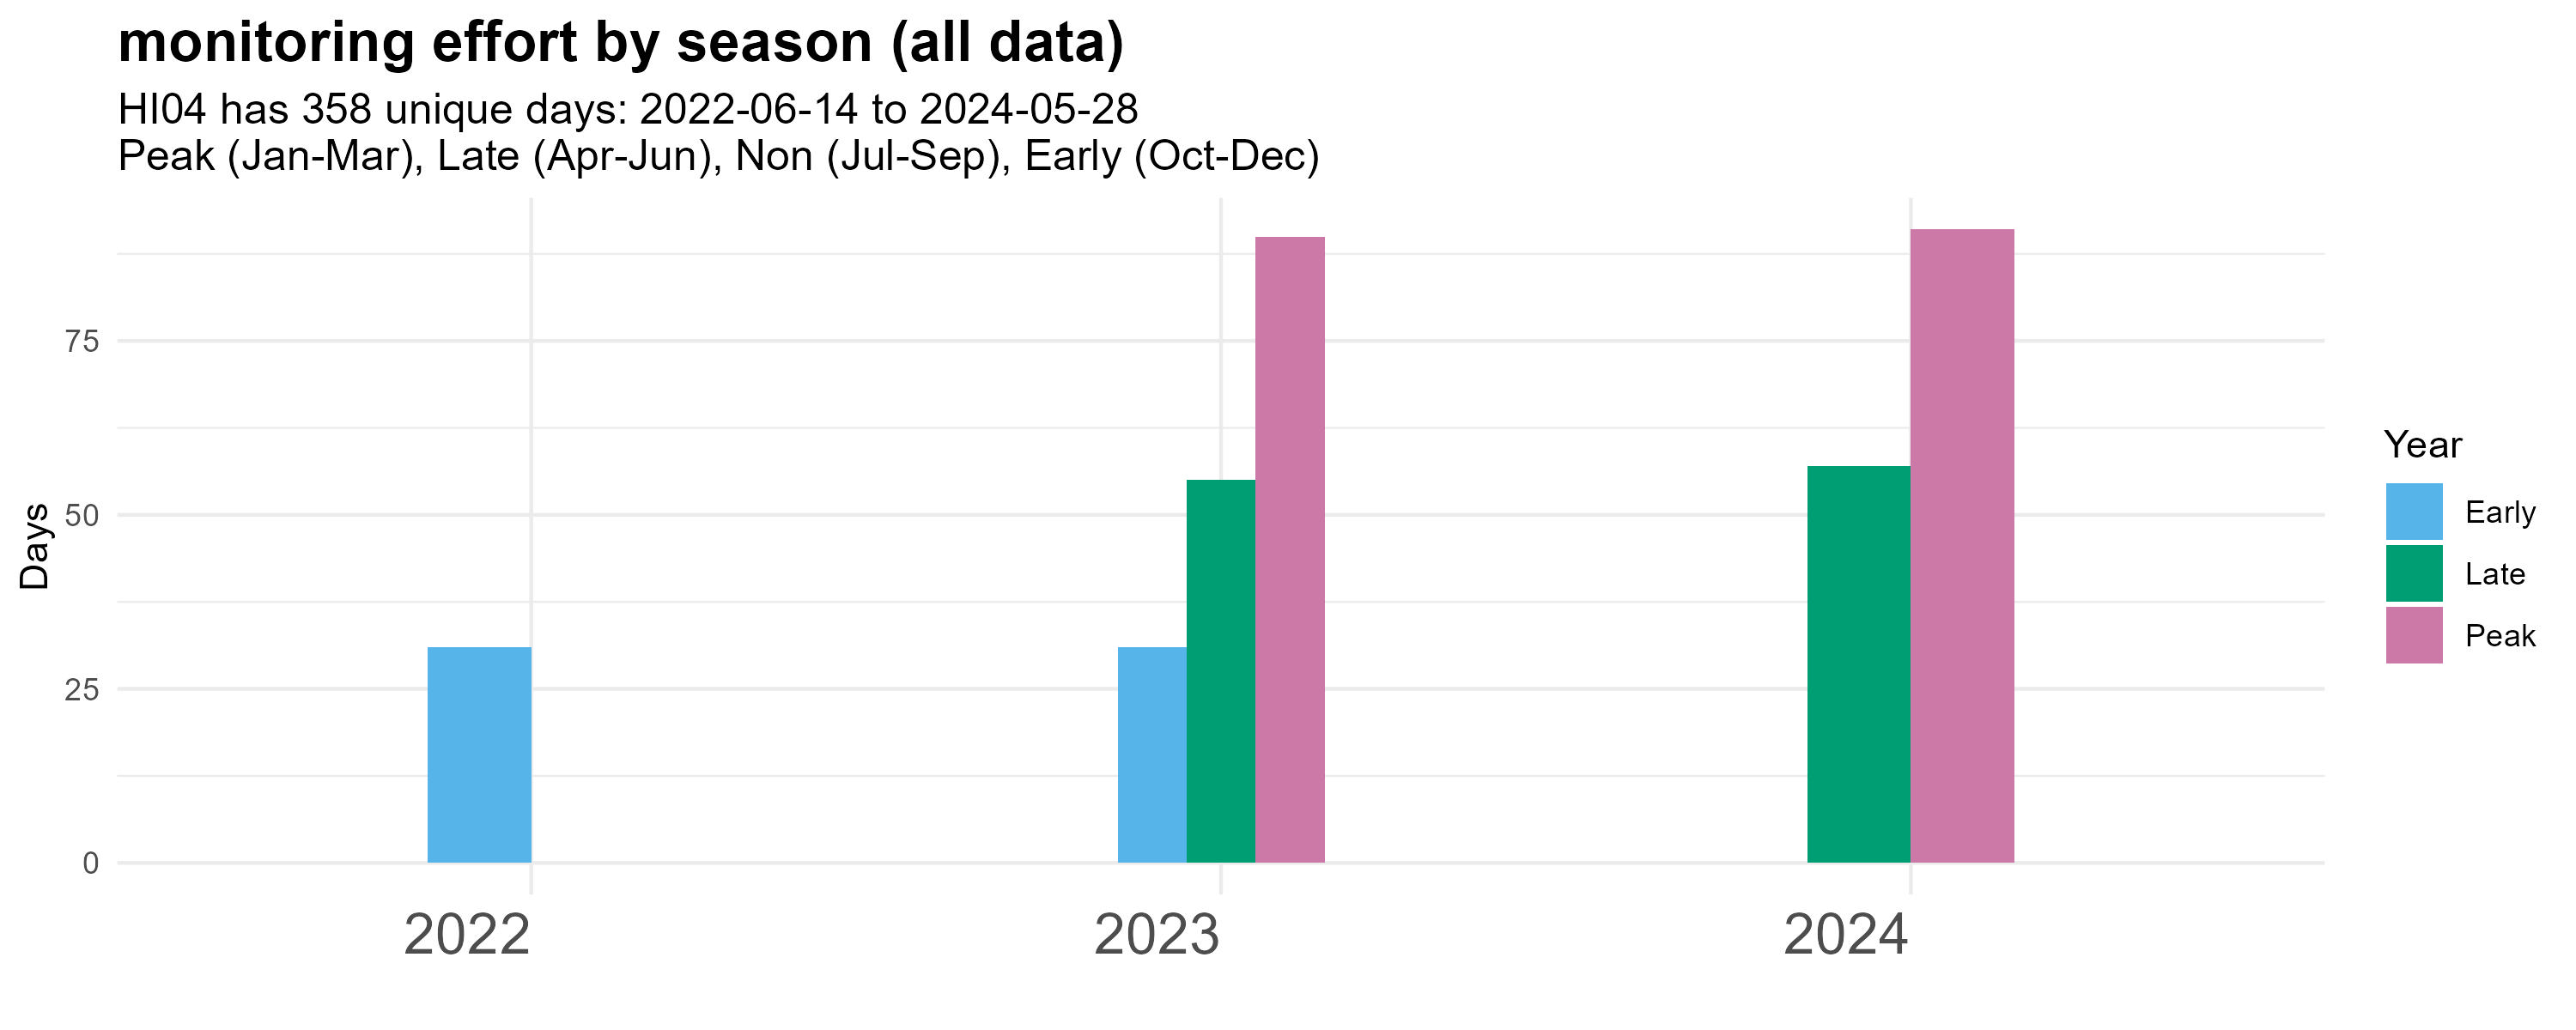 monitoring effort by season (all data)
HI04 has 358 unique days: 2022-06-14 to 2024-05-28
Peak (Jan-Mar), Late (Apr-Jun), Non (Jul-Sep), Early (Oct-Dec)
75
50
25
0
Days
2022
2023
2024
Year
Early
Late
Peak